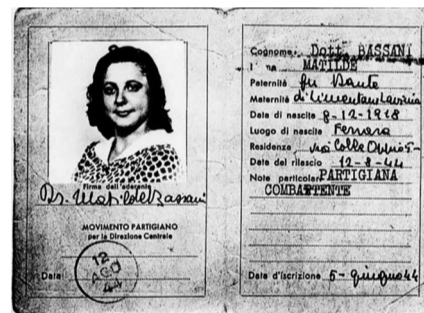 Firma dell'aderente
Dr. Matilde Bassani
MOVIMENTO PARTIGIANO
per la Direzione Centrale
Data
12
AGO
44
Cognome Dott. BASSANI
MATILDE
Paternità fu Dante
Maternità di Limentani Lavinia
Data di nascita 8-12-1918
Luogo di nascita Ferrara
Residenza via Colle Oppio
Data del rilascio 12-8-44
Note particolari PARTIGIANA
COMBATTENTE
Data d'iscrizione 5-giugno 44